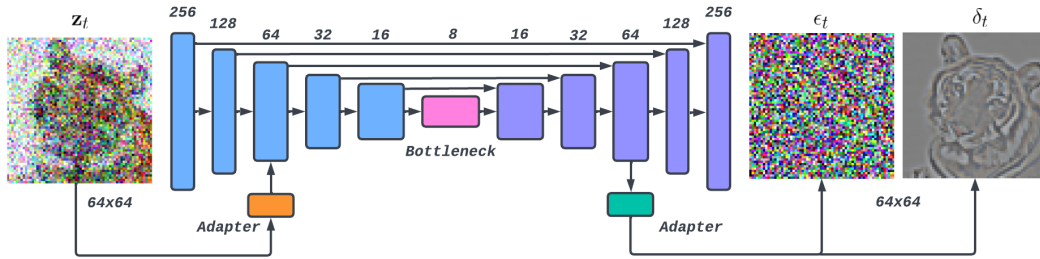 z_t
256
128
64
32
16
8
16
32
64
128
256
ϵ_t
δ_t
Bottleneck
64x64
Adapter
Adapter
64x64